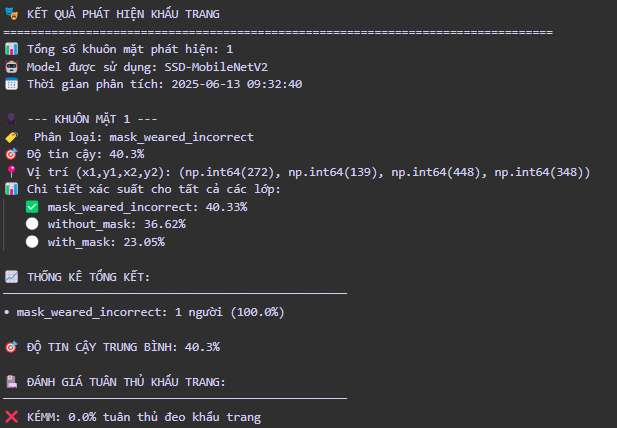 🎭 KẾT QUẢ PHÁT HIỆN KHẨU TRANG
================================================================================
📊 Tổng số khuôn mặt phát hiện: 1
🤖 Model được sử dụng: SSD-MobileNetV2
📅 Thời gian phân tích: 2025-06-13 09:32:40
👤 --- KHUÔN MẶT 1 ---
🏷️ Phân loại: mask_weared_incorrect
🎯 Độ tin cậy: 40.3%
📍 Vị trí (x1,y1,x2,y2): (np.int64(272), np.int64(139), np.int64(448), np.int64(348))
📊 Chi tiết xác suất cho tất cả các lớp:
✅ mask_weared_incorrect: 40.33%
⚪ without_mask: 36.62%
⚪ with_mask: 23.05%
📈 THỐNG KÊ TỔNG KẾT:
──────────────────────────────────────────────────
• mask_weared_incorrect: 1 người (100.0%)
🎯 ĐỘ TIN CẬY TRUNG BÌNH: 40.3%
🏥 ĐÁNH GIÁ TUÂN THỦ KHẨU TRANG:
──────────────────────────────────────────────────
❌ KÉMM: 0.0% tuân thủ đeo khẩu trang